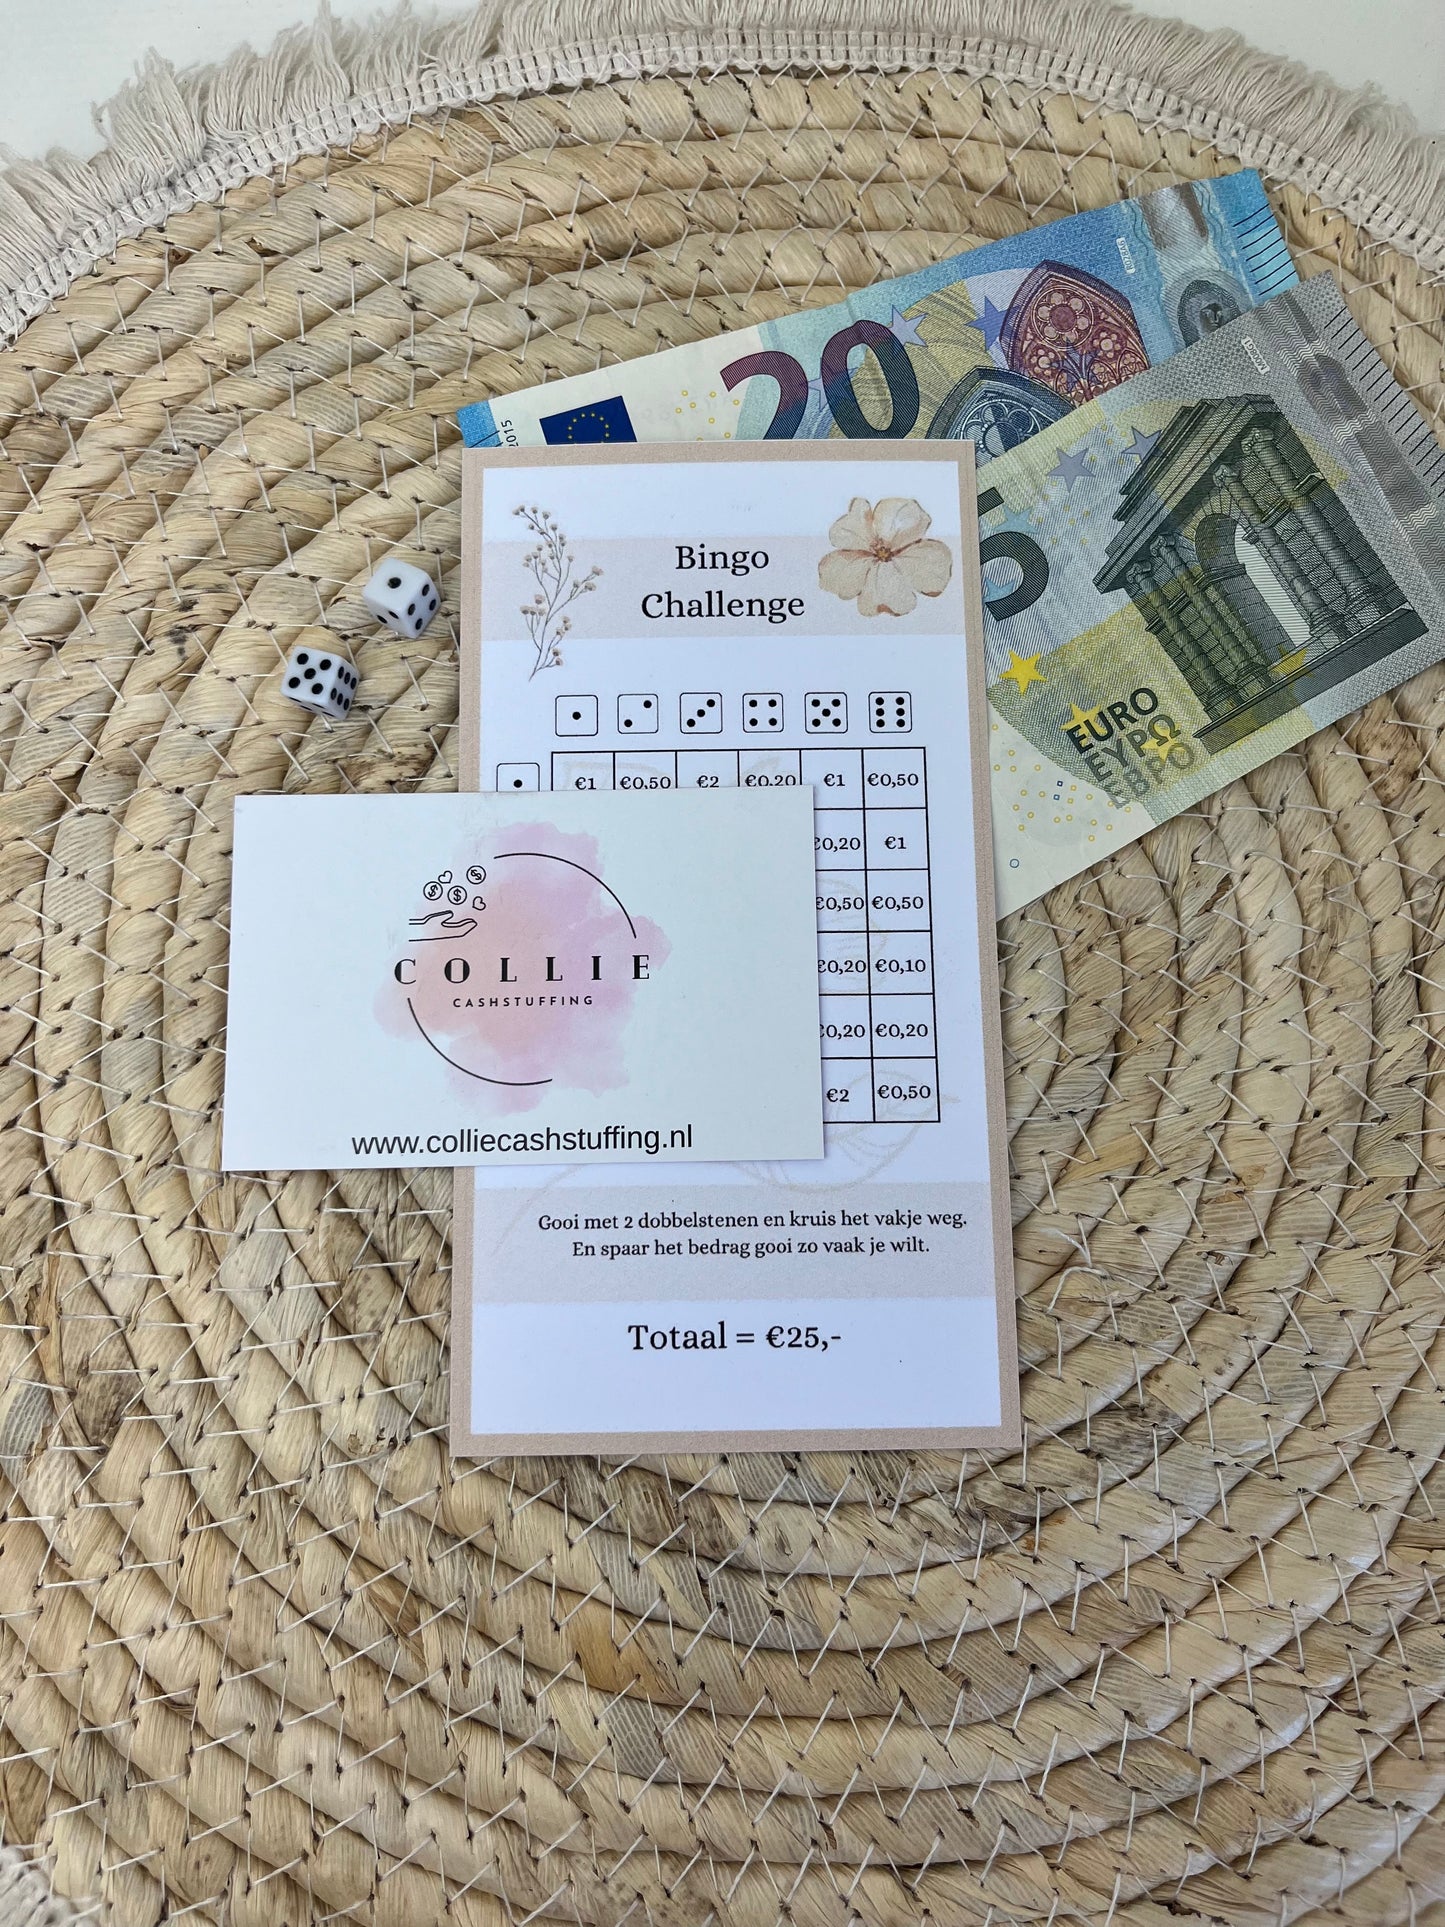 2015
20
5
EURO
ΕΥΡΩ
ЕВРО
Bingo
Challenge
€1 €0,50 €2 €0,20 €1 €0,50
€0,20 €1
€0,50 €0,50
€0,20 €0,10
€0,20 €0,20
€2 €0,50
COLLIE
CASHSTUFFING
www.colliecashstuffing.nl
Gooi met 2 dobbelstenen en kruis het vakje weg.
En spaar het bedrag gooi zo vaak je wilt.
Totaal = €25,-